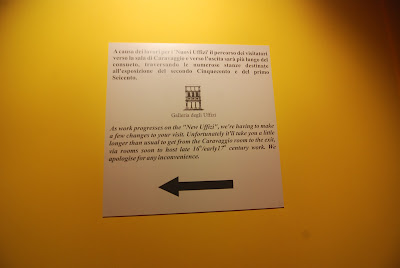 A causa dei lavori per i 'Nuovi Uffizi' il percorso dei visitatori
verso la sala di Caravaggio e verso l'uscita sarà più lungo del
consueto, traversando le numerose stanze destinate
all'esposizione del secondo Cinquecento e del primo
Seicento.
Galleria degli Uffizi
As work progresses on the "New Uffizi", we're having to make
a few changes to your visit. Unfortunately it'll take you a little
longer than usual to get from the Caravaggio room to the exit,
via rooms soon to host late 16th/early17th century work. We
apologise for any inconvenience.